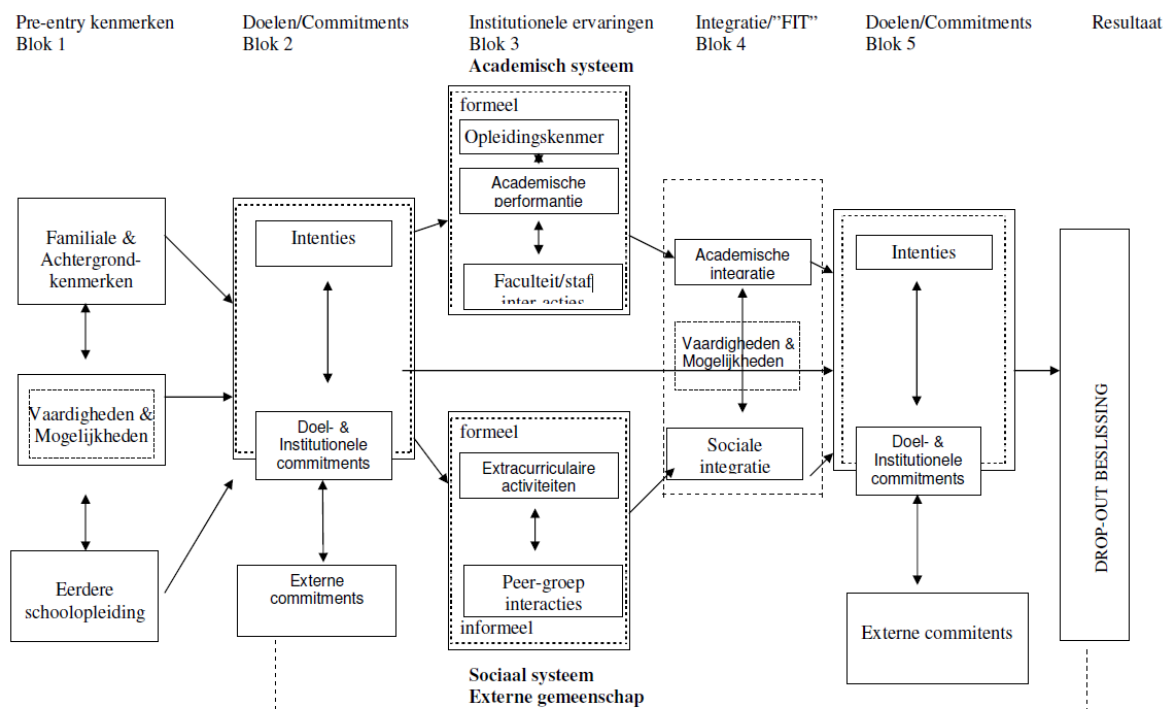 Pre-entry kenmerken
Blok 1
Doelen/Commitments
Blok 2
Institutionele ervaringen
Blok 3
Academisch systeem
Integratie/”FIT”
Blok 4
Doelen/Commitments
Blok 5
Resultaat
Familiale &
Achtergrond-
kenmerken
Vaardigheden &
Mogelijkheden
Eerdere
schoolopleiding
Intenties
Doel- &
Institutionele
commitments
Externe
commitments
formeel
Opleidingskenmer
Academische
performantie
Faculteit/staf
inter-acties
formeel
Extracurriculaire
activiteiten
Peer-groep
interacties
informeel
Sociaal systeem
Externe gemeenschap
Academische
integratie
Vaardigheden &
Mogelijkheden
Sociale
integratie
Intenties
Doel- &
Institutionele
commitments
Externe commitents
DROP-OUT BESLISSING